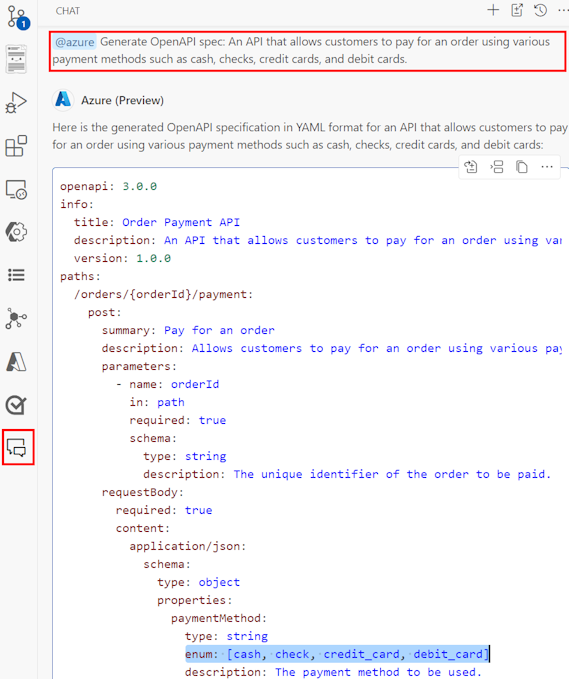 CHAT
1
@azure Generate OpenAPI spec: An API that allows customers to pay for an order using various
payment methods such as cash, checks, credit cards, and debit cards.
Azure (Preview)
Here is the generated OpenAPI specification in YAML format for an API that allows customers to pay
for an order using various payment methods such as cash, checks, credit cards, and debit cards:
openapi: 3.0.0
info:
title: Order Payment API
description: An API that allows customers to pay for an order using var
version: 1.0.0
paths:
/orders/{orderId}/payment:
post:
summary: Pay for an order
description: Allows customers to pay for an order using various pay
parameters:
- name: orderId
in: path
required: true
schema:
type: string
description: The unique identifier of the order to be paid.
requestBody:
required: true
content:
application/json:
schema:
type: object
properties:
paymentMethod:
type: string
enum: [cash, check, credit_card, debit_card]
description: The payment method to be used.